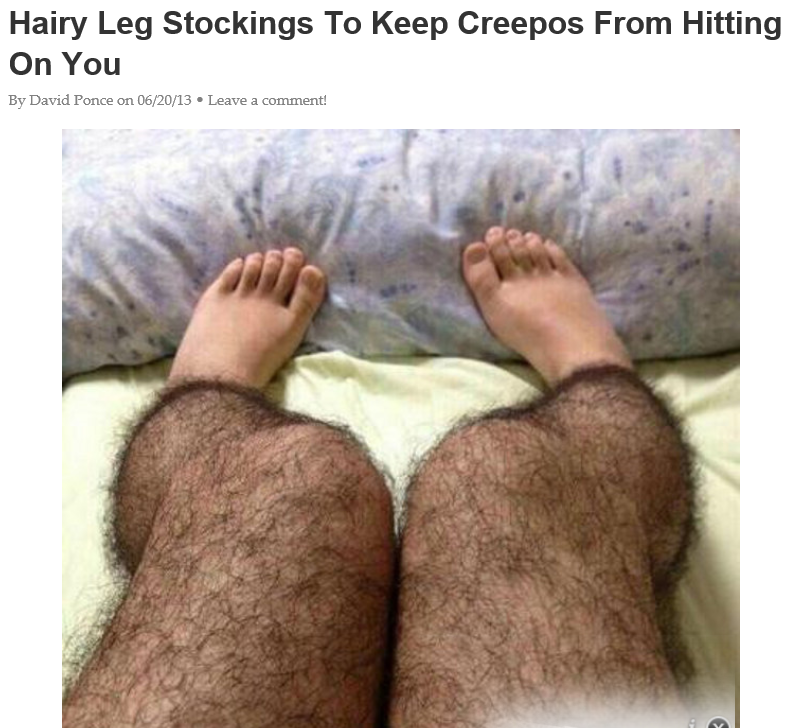 Hairy Leg Stockings To Keep Creepos From Hitting
On You
By David Ponce on 06/20/13 • Leave a comment!